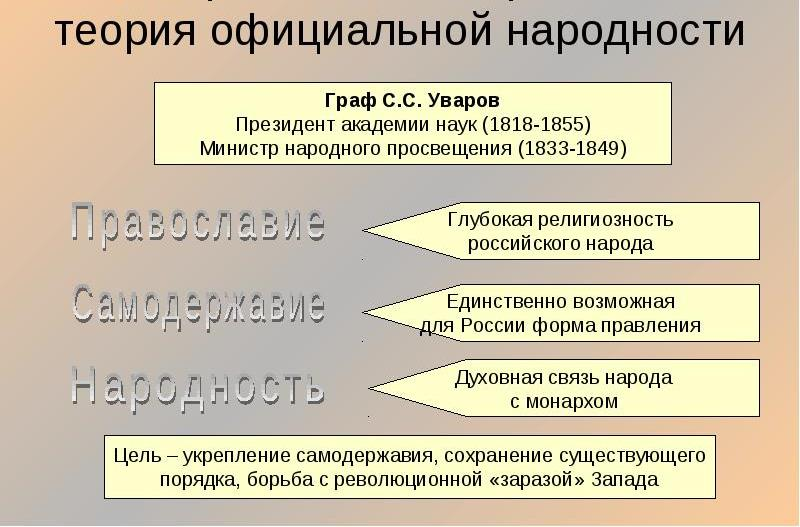 теория официальной народности
Граф С.С. Уваров
Президент академии наук (1818-1855)
Министр народного просвещения (1833-1849)
Православие
Глубокая религиозность
российского народа
Самодержавие
Единственно возможная
для России форма правления
Народность
Духовная связь народа
с монархом
Цель – укрепление самодержавия, сохранение существующего
порядка, борьба с революционной «заразой» Запада